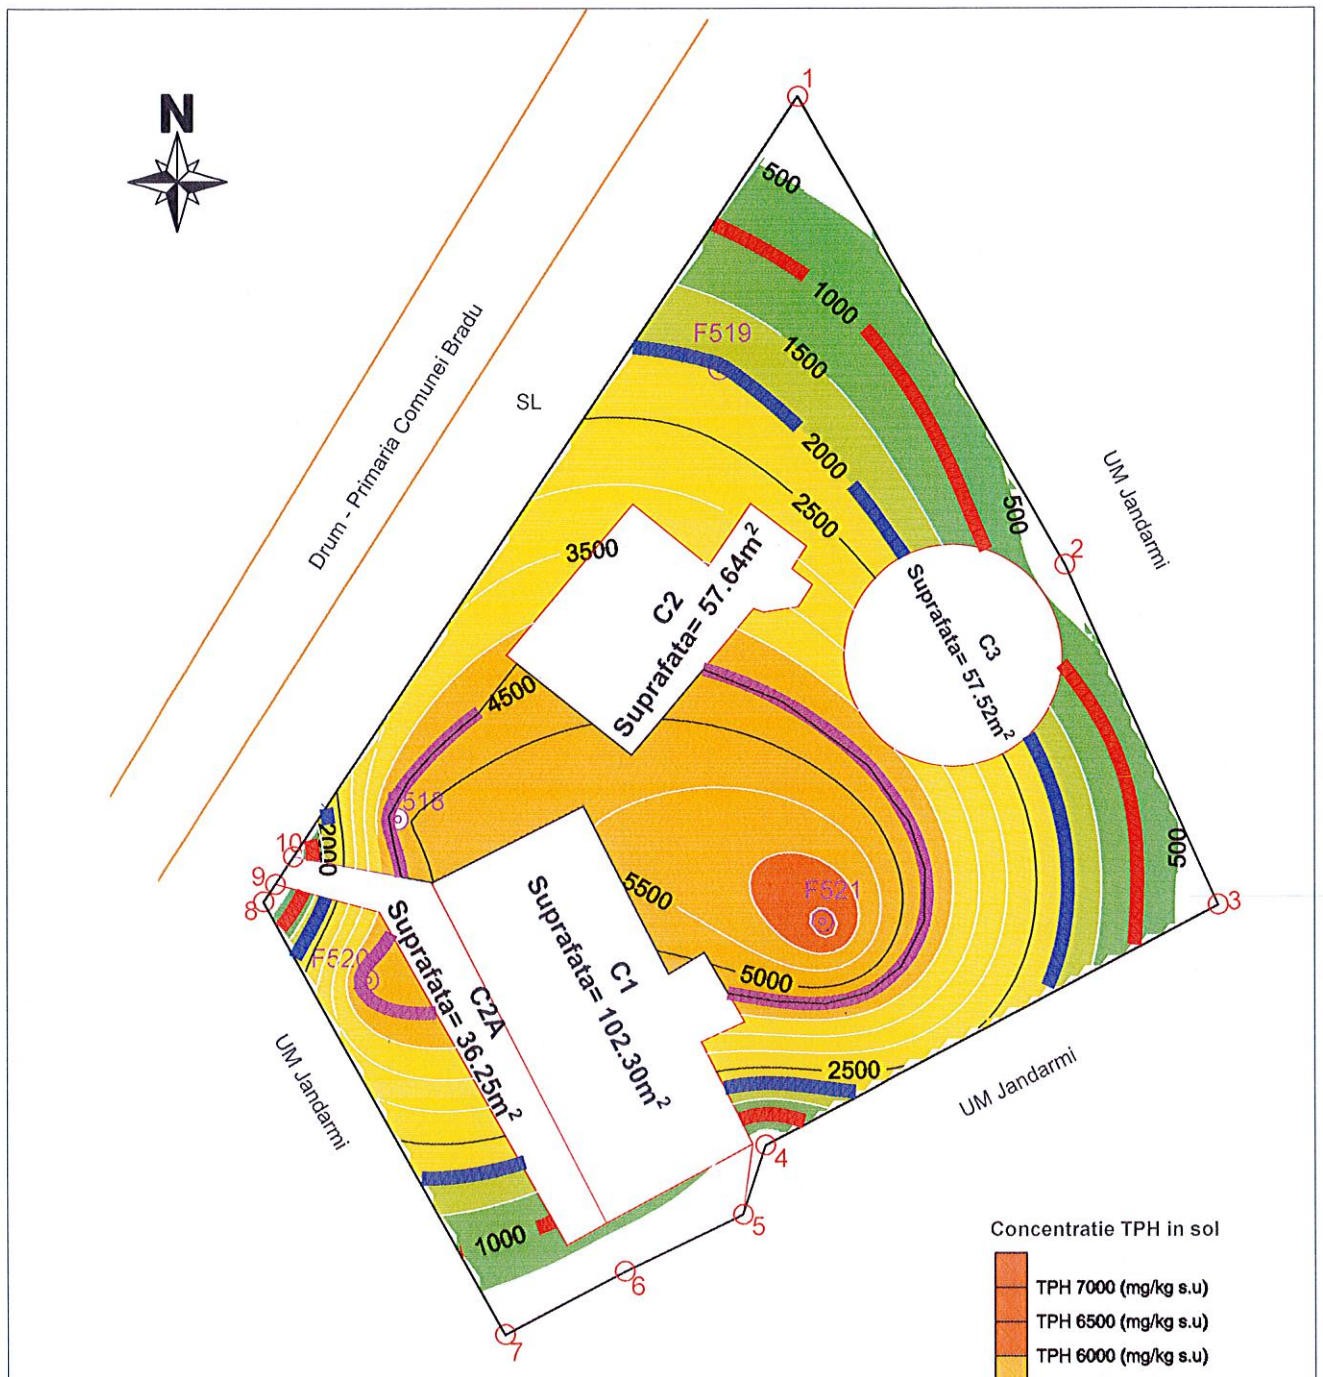 N
1
500
1000
F519
1500
Drum - Primaria Comunei Bradu
SL
2000
UM Jandarmi
2500
500
2
3500
C2
Suprafata= 57.64m²
C3
Suprafata= 57.52m²
4500
F518
10
2000
500
9
8
5500
F521
3
Suprafata= 36.25m²
C2A
Suprafata= 102.30m²
C1
F520
5000
UM Jandarmi
2500
UM Jandarmi
4
5
1000
6
7
Concentratie TPH in sol
TPH 7000 (mg/kg s.u)
TPH 6500 (mg/kg s.u)
TPH 6000 (mg/kg s.u)